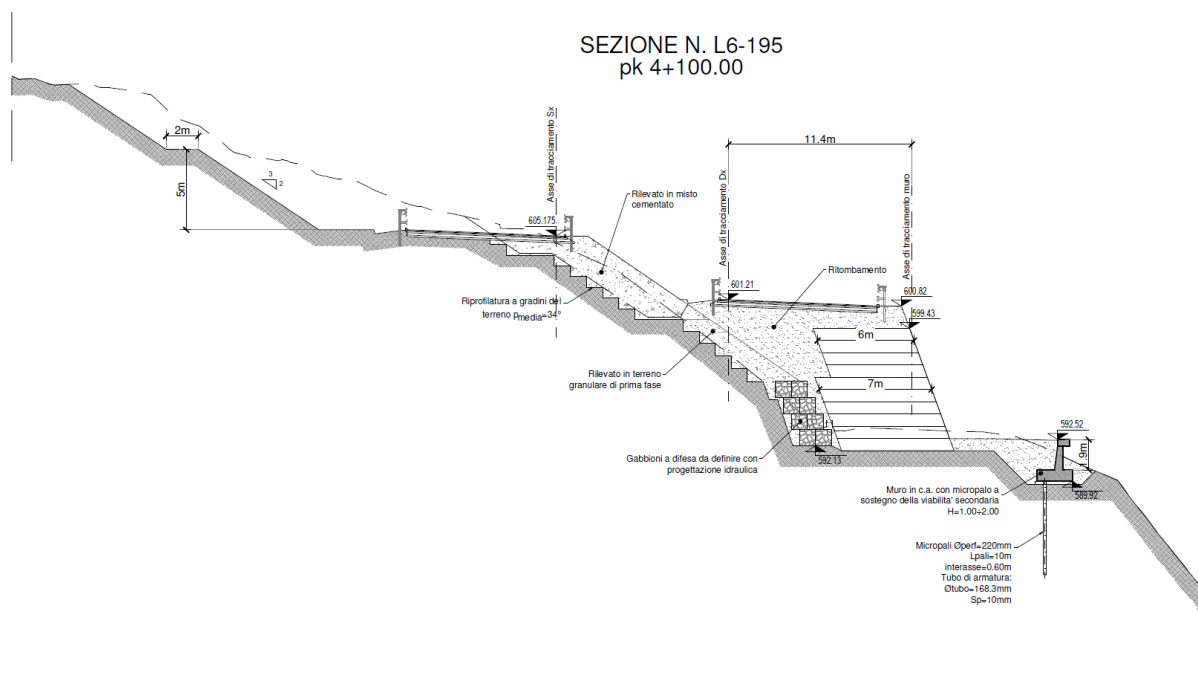 SEZIONE N. L6-195
pk 4+100.00
2m
5m
3
2
Asse di tracciamento Sx
605.175
Rilevato in misto
cementato
11.4m
Asse di tracciamento Dx
Asse di tracciamento muro
601.21
Ritombamento
600.82
599.43
6m
7m
Riprofilatura a gradini del
terreno pmedia=34°
Rilevato in terreno
granulare di prima fase
Gabbioni a difesa da definire con
progettazione idraulica
592.13
592.52
1.9m
589.92
Muro in c.a. con micropalo a
sostegno della viabilita' secondaria
H=1.00÷2.00
Micropali Øperf=220mm
Lpali=10m
interasse=0.60m
Tubo di armatura:
Øtubo=168.3mm
Sp=10mm